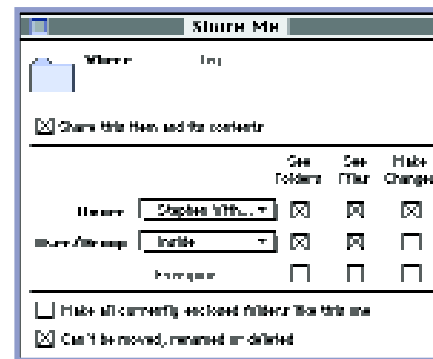 Share Me
Where:
Share this item and its contents
See Folders
See Files
Make Changes
Owner:
User/Group: Inside
Everyone
Make all currently enclosed folders like this one
Can't be moved, renamed or deleted